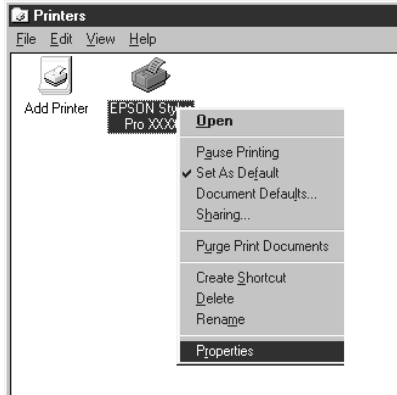 Printers
File Edit View Help
Add Printer
EPSON Stylus
Pro XXXX
Open
Pause Printing
Set As Default
Document Defaults...
Sharing...
Purge Print Documents
Create Shortcut
Delete
Rename
Properties